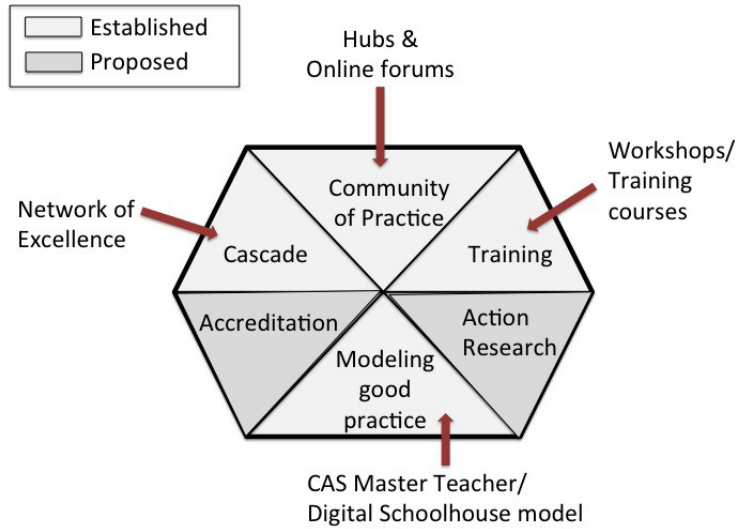 Established
Proposed
Hubs &
Online forums
Workshops/
Training
courses
Network of
Excellence
Community
of Practice
Cascade
Training
Accreditation
Action
Research
Modeling
good
practice
CAS Master Teacher/
Digital Schoolhouse model